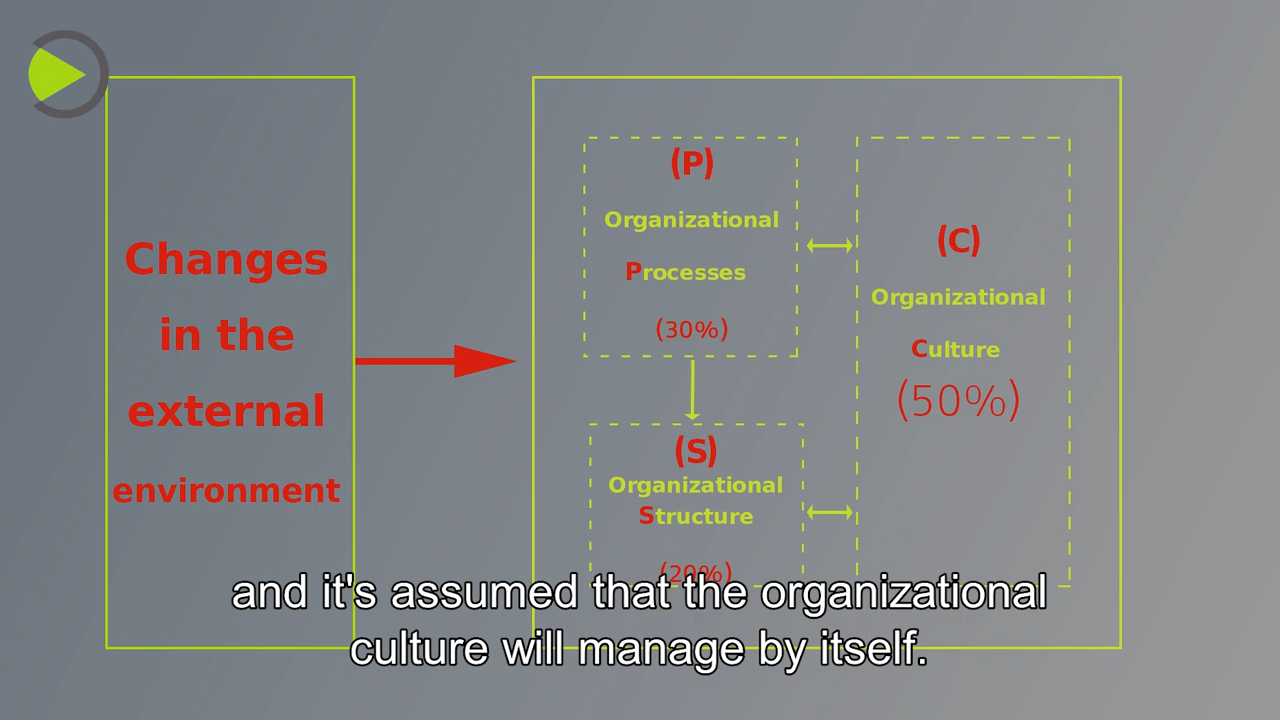 Changes
in the
external
environment
(P)
Organizational
Processes
(30%)
(S)
Organizational
Structure
(20%)
(C)
Organizational
Culture
(50%)
and it's assumed that the organizational
culture will manage by itself.